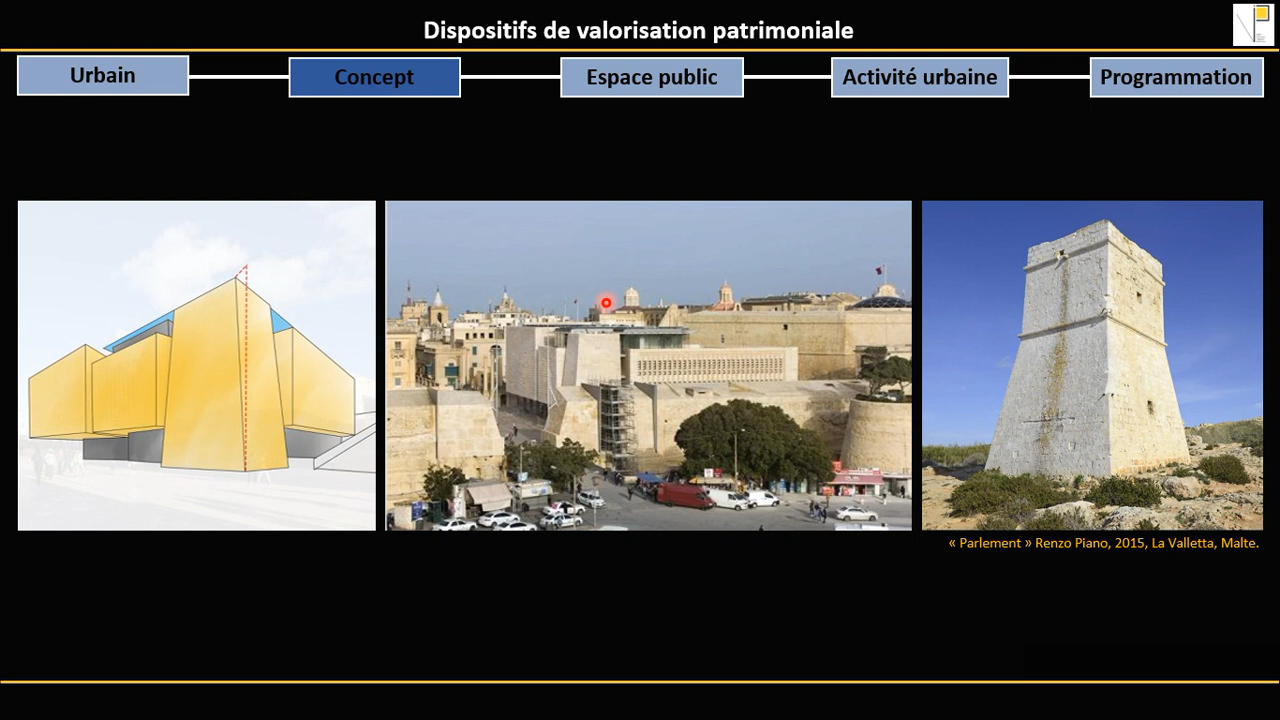 Dispositifs de valorisation patrimoniale
Urbain
Concept
Espace public
Activité urbaine
Programmation
« Parlement » Renzo Piano, 2015, La Valletta, Malte.